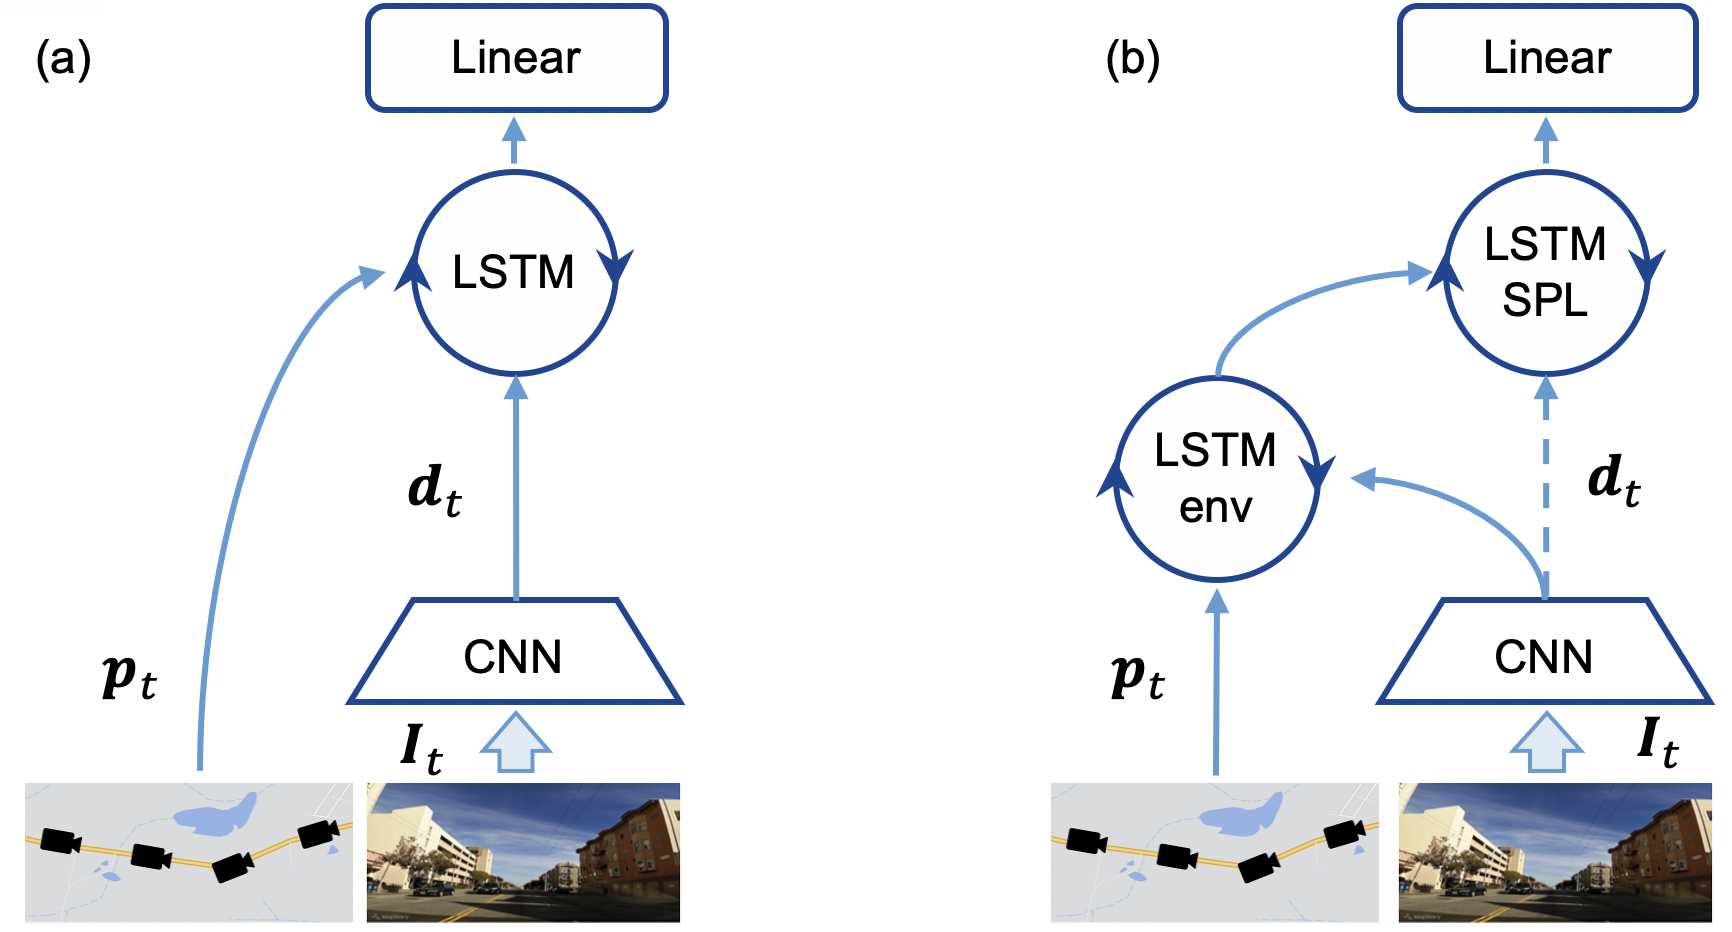 (a)
Linear
LSTM
d_t
p_t
CNN
I_t
(b)
Linear
LSTM
SPL
LSTM
env
d_t
p_t
CNN
I_t